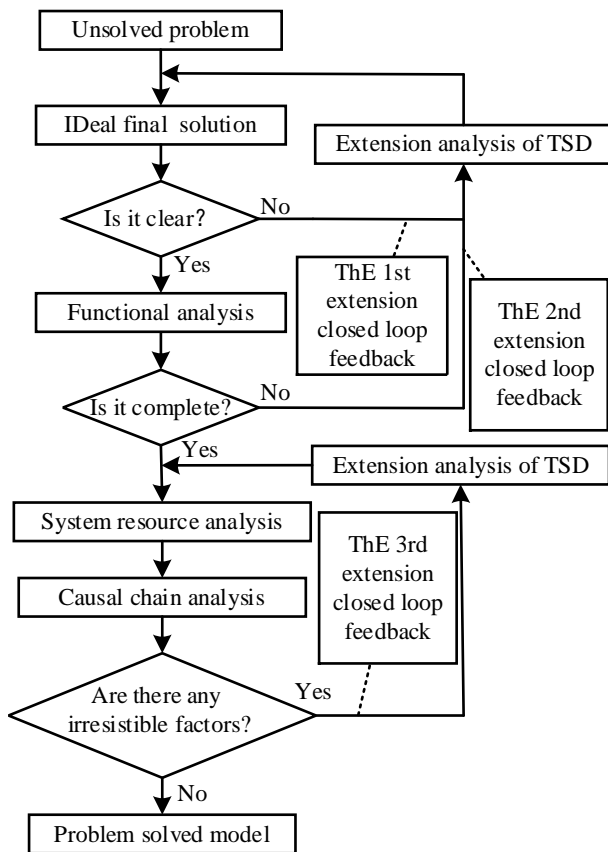 Unsolved problem
IDeal final solution
Extension analysis of TSD
Is it clear?
No
Yes
ThE 1st
extension
closed loop
feedback
ThE 2nd
extension
closed loop
feedback
Functional analysis
Is it complete?
No
Yes
Extension analysis of TSD
System resource analysis
ThE 3rd
extension
closed loop
feedback
Causal chain analysis
Are there any
irresistible factors?
Yes
No
Problem solved model